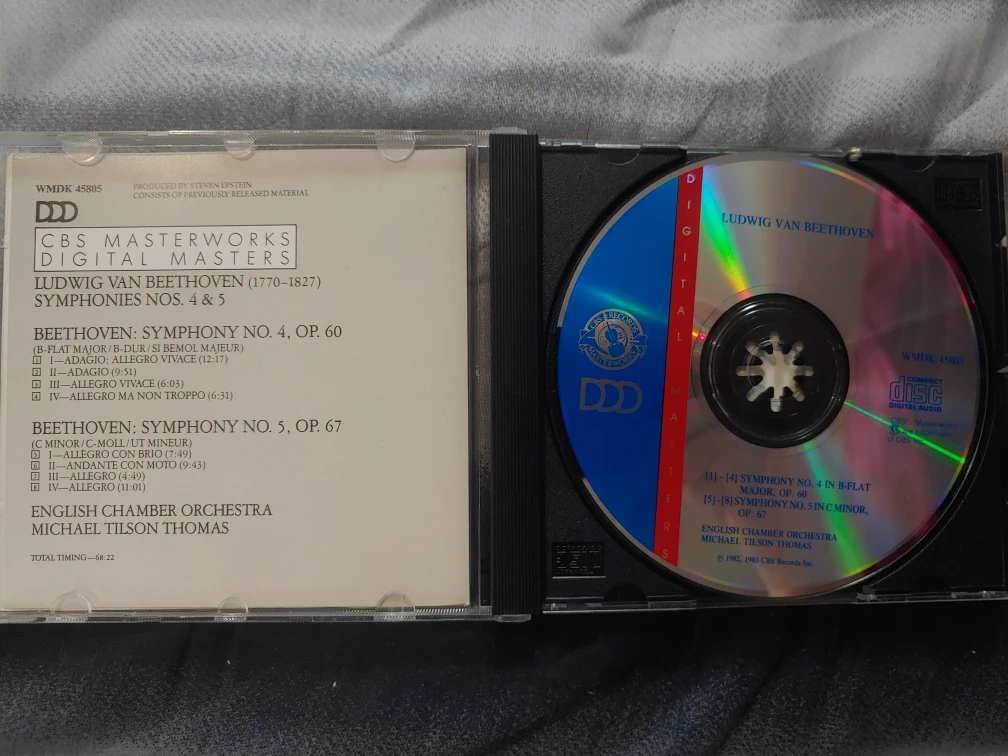 WMDK 45805
PRODUCED BY STEVEN EPSTEIN
CONSISTS OF PREVIOUSLY RELEASED MATERIAL
DDD
CBS MASTERWORKS
DIGITAL MASTERS
LUDWIG VAN BEETHOVEN (1770–1827)
SYMPHONIES NOS. 4 & 5
BEETHOVEN: SYMPHONY NO. 4, OP. 60
(B-FLAT MAJOR / B-DUR / SI BEMOL MAJEUR)
1 I—ADAGIO; ALLEGRO VIVACE (12:17)
2 II—ADAGIO (9:51)
3 III—ALLEGRO VIVACE (6:03)
4 IV—ALLEGRO MA NON TROPPO (6:31)
BEETHOVEN: SYMPHONY NO. 5, OP. 67
(C MINOR / C-MOLL / UT MINEUR)
5 I—ALLEGRO CON BRIO (7:49)
6 II—ANDANTE CON MOTO (9:43)
7 III—ALLEGRO (4:49)
8 IV—ALLEGRO (11:01)
ENGLISH CHAMBER ORCHESTRA
MICHAEL TILSON THOMAS
TOTAL TIMING—68:22
DIGITAL MASTERS
LUDWIG VAN BEETHOVEN
CBS RECORDS
MASTERWORKS
DDD
WMDK 45805
COMPACT
disc
DIGITAL AUDIO
[1] - [4] SYMPHONY NO. 4 IN B-FLAT
MAJOR, OP. 60
[5] - [8] SYMPHONY NO. 5 IN C MINOR,
OP. 67
ENGLISH CHAMBER ORCHESTRA
MICHAEL TILSON THOMAS
℗ 1982, 1983 CBS Records Inc.